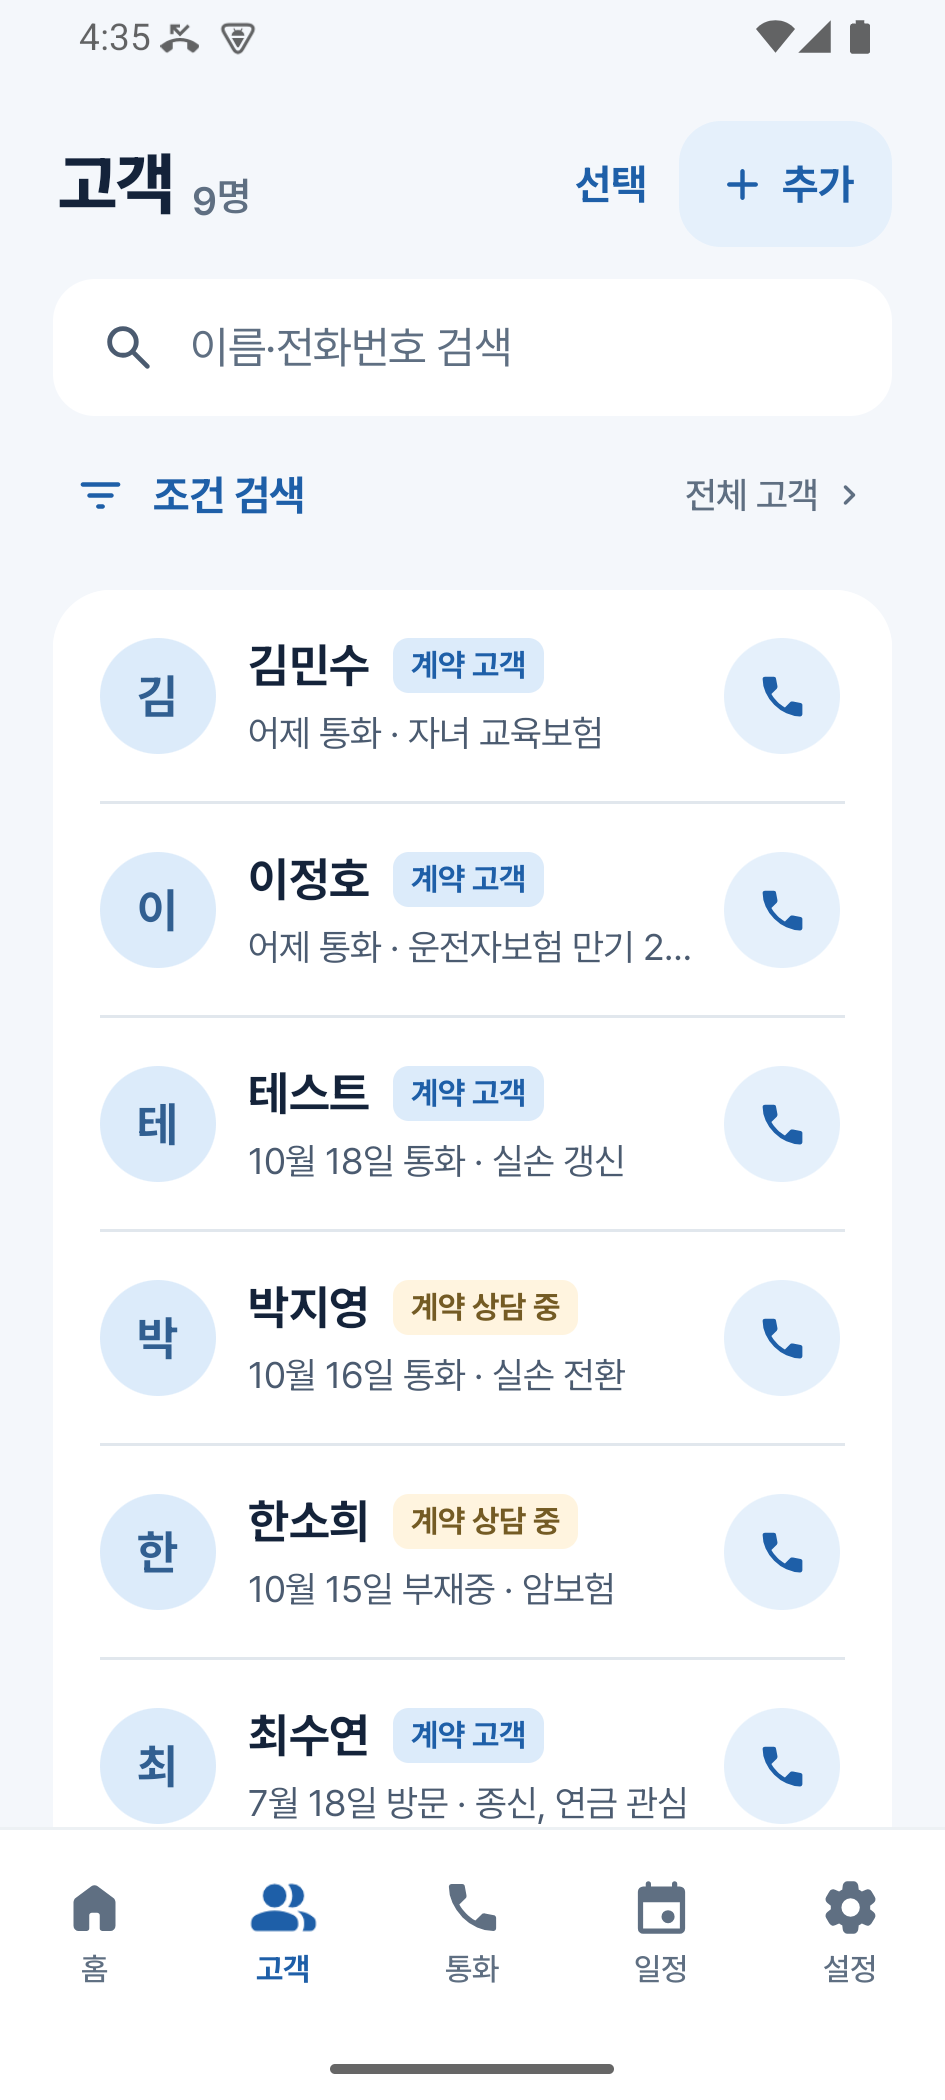 4:35
고객 9명
선택
+ 추가
이름·전화번호 검색
조건 검색
전체 고객
김
김민수 계약 고객
어제 통화 · 자녀 교육보험
이
이정호 계약 고객
어제 통화 · 운전자보험 만기 2...
테
테스트 계약 고객
10월 18일 통화 · 실손 갱신
박
박지영 계약 상담 중
10월 16일 통화 · 실손 전환
한
한소희 계약 상담 중
10월 15일 부재중 · 암보험
최
최수연 계약 고객
7월 18일 방문 · 종신, 연금 관심
홈
고객
통화
일정
설정